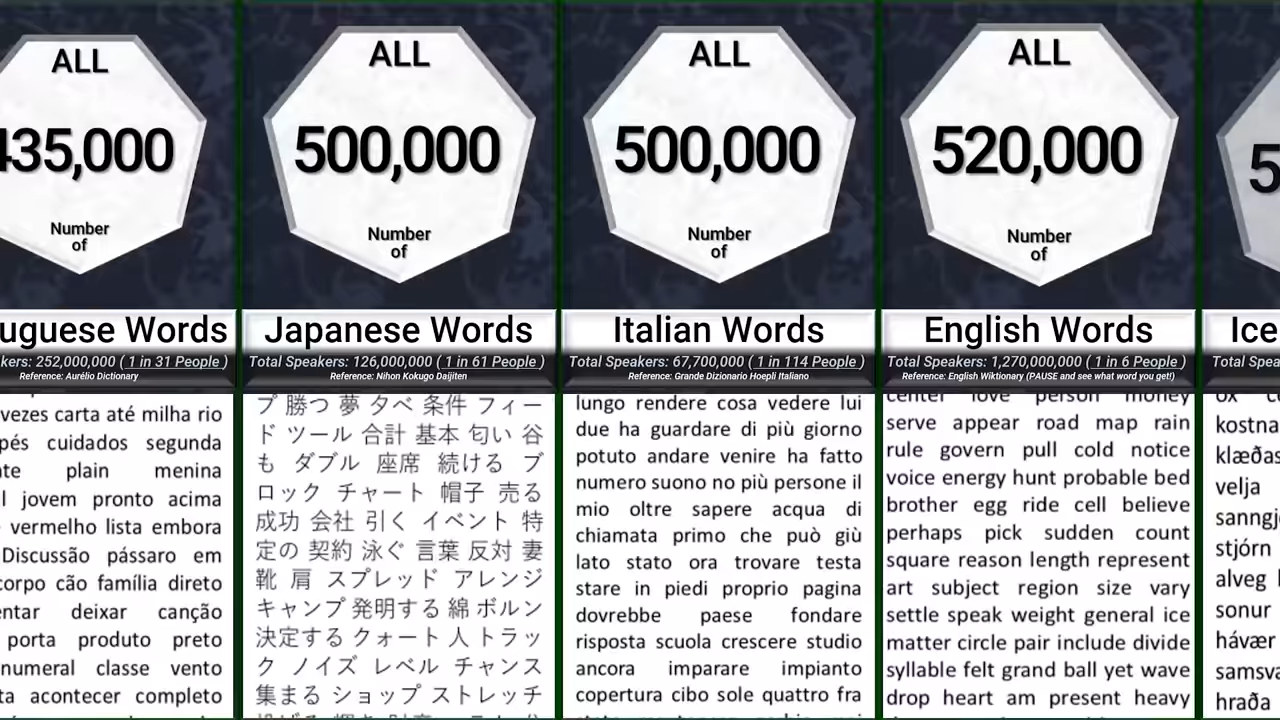 ALL
435,000
Number
of
uguese Words
kers: 252,000,000 ( 1 in 31 People )
Reference: Aurélio Dictionary
vezes carta até milha rio
pés cuidados segunda
plain menina
jovem pronto acima
vermelho lista embora
Discussão pássaro em
corpo cão família direto
entar deixar canção
porta produto preto
numeral classe vento
ta acontecer completo
ALL
500,000
Number
of
Japanese Words
Total Speakers: 126,000,000 ( 1 in 61 People )
Reference: Nihon Kokugo Daijiten
プ 勝つ 夢 タベ 条件 フィー
ド ツール 合計 基本 匂い 谷
も ダブル 座席 続ける ブ
ロック チャート 帽子 売る
成功 会社 引く イベント 特
定の 契約 泳ぐ 言葉 反対 妻
靴 肩 スプレッド アレンジ
キャンプ 発明する 綿 ボルン
決定する クォート 人 トラッ
ク ノイズ レベル チャンス
集まる ショップ ストレッチ
ALL
500,000
Number
of
Italian Words
Total Speakers: 67,700,000 ( 1 in 114 People )
Reference: Grande Dizionario Hoepli Italiano
lungo rendere cosa vedere lui
due ha guardare di più giorno
potuto andare venire ha fatto
numero suono no più persone il
mio oltre sapere acqua di
chiamata primo che può giù
lato stato ora trovare testa
stare in piedi proprio pagina
dovrebbe paese fondare
risposta scuola crescere studio
ancora imparare impianto
copertura cibo sole quattro fra
ALL
520,000
Number
of
English Words
Total Speakers: 1,270,000,000 ( 1 in 6 People )
Reference: English Wiktionary (PAUSE and see what word you get!)
center love person money
serve appear road map rain
rule govern pull cold notice
voice energy hunt probable bed
brother egg ride cell believe
perhaps pick sudden count
square reason length represent
art subject region size vary
settle speak weight general ice
matter circle pair include divide
syllable felt grand ball yet wave
drop heart am present heavy
5
Ice
Total Spea
kostna
klæðas
velja
sanngj
stjórn
alveg
sonur
hávær
samsva
hraða